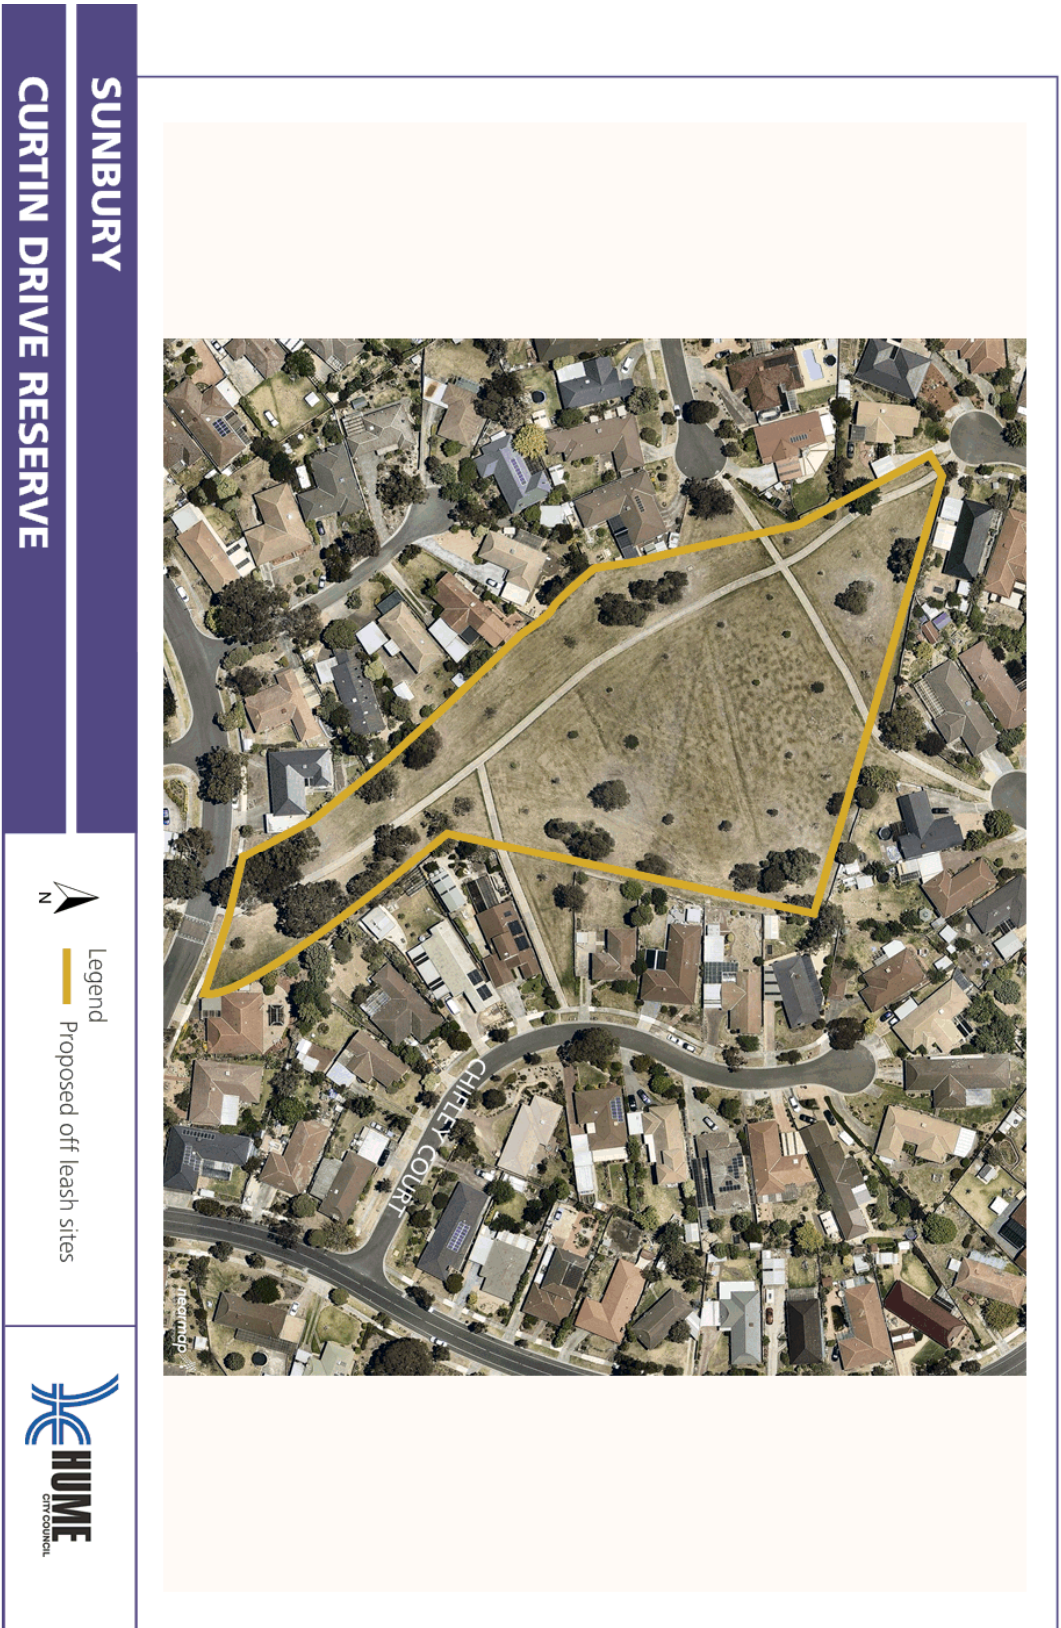 SUNBURY
CURTIN DRIVE RESERVE
N
Legend
Proposed off leash sites
HUME
CITY COUNCIL
CHIFLEY COURT
nearmap